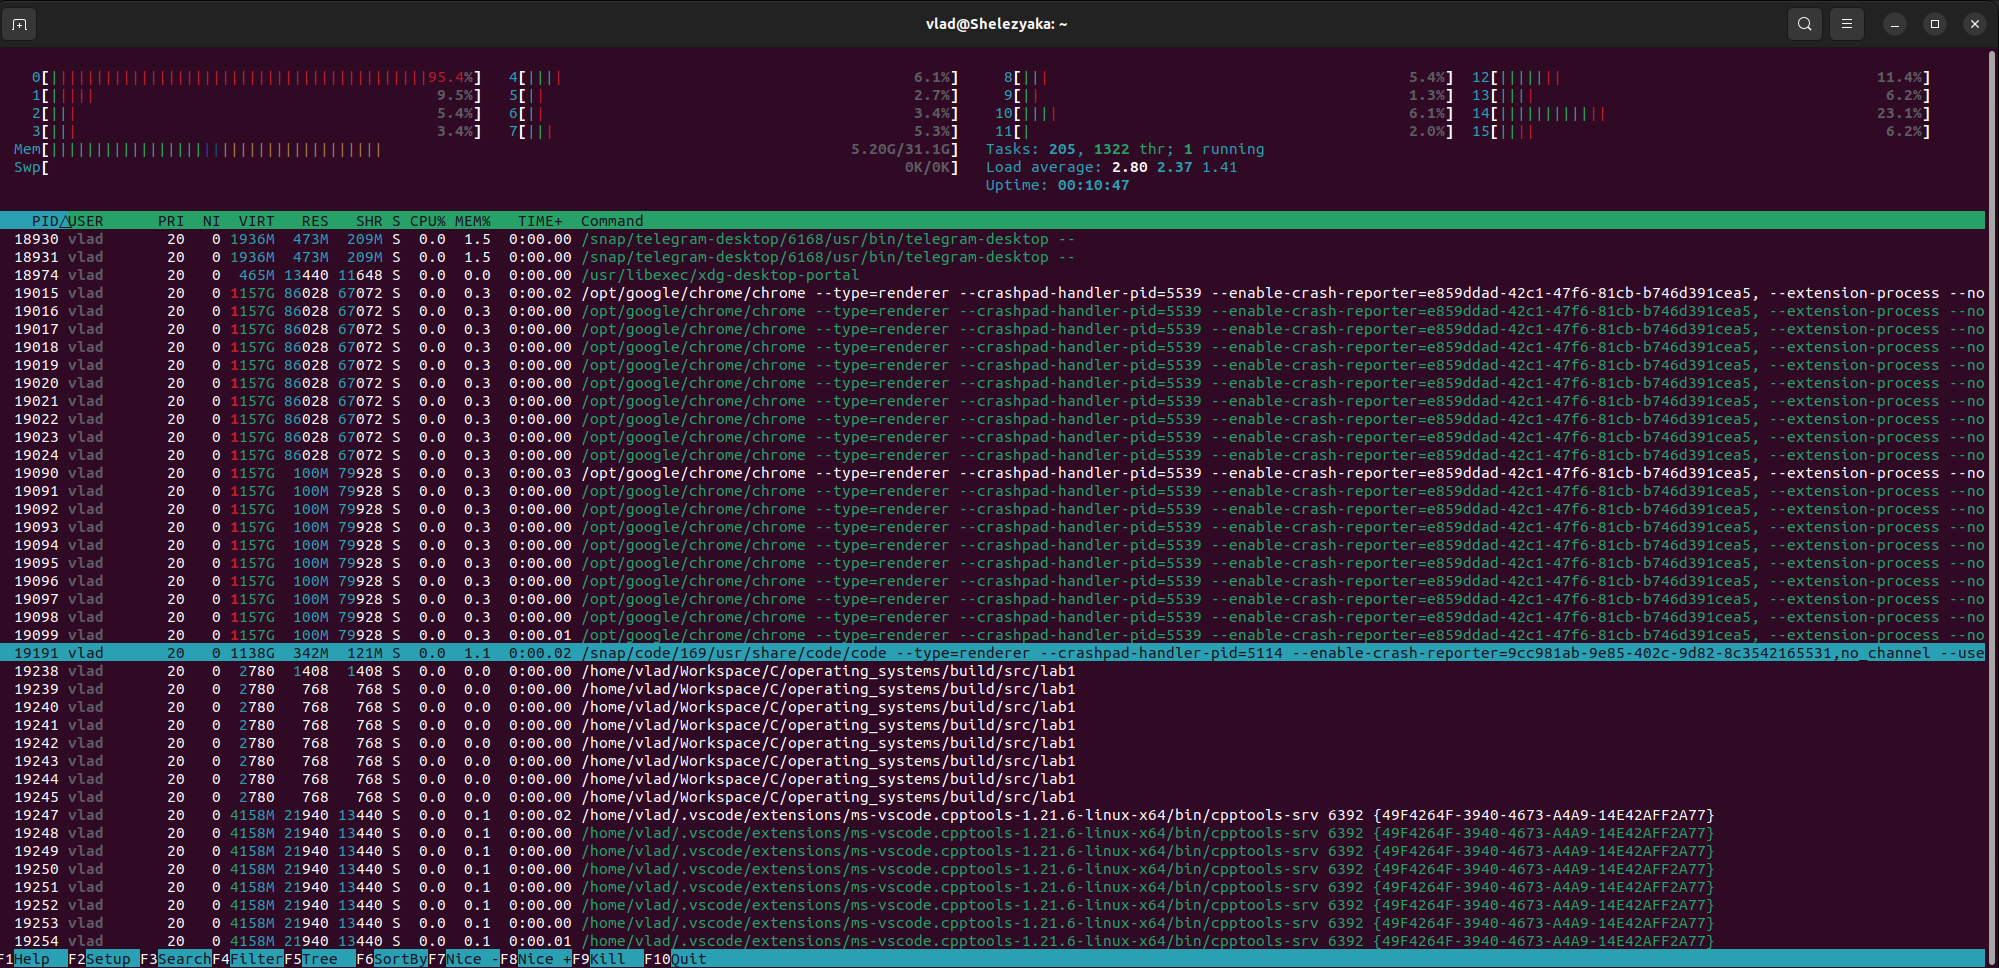 vlad@Shelezyaka: ~
0[ 95.4%] 4[ 6.1%] 8[ 5.4%] 12[ 11.4%]
1[ 9.5%] 5[ 2.7%] 9[ 1.3%] 13[ 6.2%]
2[ 5.4%] 6[ 3.4%] 10[ 6.1%] 14[ 23.1%]
3[ 3.4%] 7[ 5.3%] 11[ 2.0%] 15[ 6.2%]
Mem[ 5.20G/31.1G] Tasks: 205, 1322 thr; 1 running
Swp[ 0K/0K] Load average: 2.80 2.37 1.41
Uptime: 00:10:47
PID△USER PRI NI VIRT RES SHR S CPU% MEM% TIME+ Command
18930 vlad 20 0 1936M 473M 209M S 0.0 1.5 0:00.00 /snap/telegram-desktop/6168/usr/bin/telegram-desktop --
18931 vlad 20 0 1936M 473M 209M S 0.0 1.5 0:00.00 /snap/telegram-desktop/6168/usr/bin/telegram-desktop --
18974 vlad 20 0 465M 13440 11648 S 0.0 0.0 0:00.00 /usr/libexec/xdg-desktop-portal
19015 vlad 20 0 1157G 86028 67072 S 0.0 0.3 0:00.02 /opt/google/chrome/chrome --type=renderer --crashpad-handler-pid=5539 --enable-crash-reporter=e859ddad-42c1-47f6-81cb-b746d391cea5, --extension-process --no
19016 vlad 20 0 1157G 86028 67072 S 0.0 0.3 0:00.00 /opt/google/chrome/chrome --type=renderer --crashpad-handler-pid=5539 --enable-crash-reporter=e859ddad-42c1-47f6-81cb-b746d391cea5, --extension-process --no
19017 vlad 20 0 1157G 86028 67072 S 0.0 0.3 0:00.00 /opt/google/chrome/chrome --type=renderer --crashpad-handler-pid=5539 --enable-crash-reporter=e859ddad-42c1-47f6-81cb-b746d391cea5, --extension-process --no
19018 vlad 20 0 1157G 86028 67072 S 0.0 0.3 0:00.00 /opt/google/chrome/chrome --type=renderer --crashpad-handler-pid=5539 --enable-crash-reporter=e859ddad-42c1-47f6-81cb-b746d391cea5, --extension-process --no
19019 vlad 20 0 1157G 86028 67072 S 0.0 0.3 0:00.00 /opt/google/chrome/chrome --type=renderer --crashpad-handler-pid=5539 --enable-crash-reporter=e859ddad-42c1-47f6-81cb-b746d391cea5, --extension-process --no
19020 vlad 20 0 1157G 86028 67072 S 0.0 0.3 0:00.00 /opt/google/chrome/chrome --type=renderer --crashpad-handler-pid=5539 --enable-crash-reporter=e859ddad-42c1-47f6-81cb-b746d391cea5, --extension-process --no
19021 vlad 20 0 1157G 86028 67072 S 0.0 0.3 0:00.00 /opt/google/chrome/chrome --type=renderer --crashpad-handler-pid=5539 --enable-crash-reporter=e859ddad-42c1-47f6-81cb-b746d391cea5, --extension-process --no
19022 vlad 20 0 1157G 86028 67072 S 0.0 0.3 0:00.00 /opt/google/chrome/chrome --type=renderer --crashpad-handler-pid=5539 --enable-crash-reporter=e859ddad-42c1-47f6-81cb-b746d391cea5, --extension-process --no
19023 vlad 20 0 1157G 86028 67072 S 0.0 0.3 0:00.00 /opt/google/chrome/chrome --type=renderer --crashpad-handler-pid=5539 --enable-crash-reporter=e859ddad-42c1-47f6-81cb-b746d391cea5, --extension-process --no
19024 vlad 20 0 1157G 86028 67072 S 0.0 0.3 0:00.00 /opt/google/chrome/chrome --type=renderer --crashpad-handler-pid=5539 --enable-crash-reporter=e859ddad-42c1-47f6-81cb-b746d391cea5, --extension-process --no
19090 vlad 20 0 1157G 100M 79928 S 0.0 0.3 0:00.03 /opt/google/chrome/chrome --type=renderer --crashpad-handler-pid=5539 --enable-crash-reporter=e859ddad-42c1-47f6-81cb-b746d391cea5, --extension-process --no
19091 vlad 20 0 1157G 100M 79928 S 0.0 0.3 0:00.00 /opt/google/chrome/chrome --type=renderer --crashpad-handler-pid=5539 --enable-crash-reporter=e859ddad-42c1-47f6-81cb-b746d391cea5, --extension-process --no
19092 vlad 20 0 1157G 100M 79928 S 0.0 0.3 0:00.00 /opt/google/chrome/chrome --type=renderer --crashpad-handler-pid=5539 --enable-crash-reporter=e859ddad-42c1-47f6-81cb-b746d391cea5, --extension-process --no
19093 vlad 20 0 1157G 100M 79928 S 0.0 0.3 0:00.00 /opt/google/chrome/chrome --type=renderer --crashpad-handler-pid=5539 --enable-crash-reporter=e859ddad-42c1-47f6-81cb-b746d391cea5, --extension-process --no
19094 vlad 20 0 1157G 100M 79928 S 0.0 0.3 0:00.00 /opt/google/chrome/chrome --type=renderer --crashpad-handler-pid=5539 --enable-crash-reporter=e859ddad-42c1-47f6-81cb-b746d391cea5, --extension-process --no
19095 vlad 20 0 1157G 100M 79928 S 0.0 0.3 0:00.00 /opt/google/chrome/chrome --type=renderer --crashpad-handler-pid=5539 --enable-crash-reporter=e859ddad-42c1-47f6-81cb-b746d391cea5, --extension-process --no
19096 vlad 20 0 1157G 100M 79928 S 0.0 0.3 0:00.00 /opt/google/chrome/chrome --type=renderer --crashpad-handler-pid=5539 --enable-crash-reporter=e859ddad-42c1-47f6-81cb-b746d391cea5, --extension-process --no
19097 vlad 20 0 1157G 100M 79928 S 0.0 0.3 0:00.00 /opt/google/chrome/chrome --type=renderer --crashpad-handler-pid=5539 --enable-crash-reporter=e859ddad-42c1-47f6-81cb-b746d391cea5, --extension-process --no
19098 vlad 20 0 1157G 100M 79928 S 0.0 0.3 0:00.00 /opt/google/chrome/chrome --type=renderer --crashpad-handler-pid=5539 --enable-crash-reporter=e859ddad-42c1-47f6-81cb-b746d391cea5, --extension-process --no
19099 vlad 20 0 1157G 100M 79928 S 0.0 0.3 0:00.01 /opt/google/chrome/chrome --type=renderer --crashpad-handler-pid=5539 --enable-crash-reporter=e859ddad-42c1-47f6-81cb-b746d391cea5, --extension-process --no
19191 vlad 20 0 1138G 342M 121M S 0.0 1.1 0:00.02 /snap/code/169/usr/share/code/code --type=renderer --crashpad-handler-pid=5114 --enable-crash-reporter=9cc981ab-9e85-402c-9d82-8c3542165531,no_channel --use
19238 vlad 20 0 2780 1408 1408 S 0.0 0.0 0:00.00 /home/vlad/Workspace/C/operating_systems/build/src/lab1
19239 vlad 20 0 2780 768 768 S 0.0 0.0 0:00.00 /home/vlad/Workspace/C/operating_systems/build/src/lab1
19240 vlad 20 0 2780 768 768 S 0.0 0.0 0:00.00 /home/vlad/Workspace/C/operating_systems/build/src/lab1
19241 vlad 20 0 2780 768 768 S 0.0 0.0 0:00.00 /home/vlad/Workspace/C/operating_systems/build/src/lab1
19242 vlad 20 0 2780 768 768 S 0.0 0.0 0:00.00 /home/vlad/Workspace/C/operating_systems/build/src/lab1
19243 vlad 20 0 2780 768 768 S 0.0 0.0 0:00.00 /home/vlad/Workspace/C/operating_systems/build/src/lab1
19244 vlad 20 0 2780 768 768 S 0.0 0.0 0:00.00 /home/vlad/Workspace/C/operating_systems/build/src/lab1
19245 vlad 20 0 2780 768 768 S 0.0 0.0 0:00.00 /home/vlad/Workspace/C/operating_systems/build/src/lab1
19247 vlad 20 0 4158M 21940 13440 S 0.0 0.1 0:00.02 /home/vlad/.vscode/extensions/ms-vscode.cpptools-1.21.6-linux-x64/bin/cpptools-srv 6392 {49F4264F-3940-4673-A4A9-14E42AFF2A77}
19248 vlad 20 0 4158M 21940 13440 S 0.0 0.1 0:00.00 /home/vlad/.vscode/extensions/ms-vscode.cpptools-1.21.6-linux-x64/bin/cpptools-srv 6392 {49F4264F-3940-4673-A4A9-14E42AFF2A77}
19249 vlad 20 0 4158M 21940 13440 S 0.0 0.1 0:00.00 /home/vlad/.vscode/extensions/ms-vscode.cpptools-1.21.6-linux-x64/bin/cpptools-srv 6392 {49F4264F-3940-4673-A4A9-14E42AFF2A77}
19250 vlad 20 0 4158M 21940 13440 S 0.0 0.1 0:00.00 /home/vlad/.vscode/extensions/ms-vscode.cpptools-1.21.6-linux-x64/bin/cpptools-srv 6392 {49F4264F-3940-4673-A4A9-14E42AFF2A77}
19251 vlad 20 0 4158M 21940 13440 S 0.0 0.1 0:00.00 /home/vlad/.vscode/extensions/ms-vscode.cpptools-1.21.6-linux-x64/bin/cpptools-srv 6392 {49F4264F-3940-4673-A4A9-14E42AFF2A77}
19252 vlad 20 0 4158M 21940 13440 S 0.0 0.1 0:00.00 /home/vlad/.vscode/extensions/ms-vscode.cpptools-1.21.6-linux-x64/bin/cpptools-srv 6392 {49F4264F-3940-4673-A4A9-14E42AFF2A77}
19253 vlad 20 0 4158M 21940 13440 S 0.0 0.1 0:00.00 /home/vlad/.vscode/extensions/ms-vscode.cpptools-1.21.6-linux-x64/bin/cpptools-srv 6392 {49F4264F-3940-4673-A4A9-14E42AFF2A77}
19254 vlad 20 0 4158M 21940 13440 S 0.0 0.1 0:00.01 /home/vlad/.vscode/extensions/ms-vscode.cpptools-1.21.6-linux-x64/bin/cpptools-srv 6392 {49F4264F-3940-4673-A4A9-14E42AFF2A77}
F1Help F2Setup F3SearchF4FilterF5Tree F6SortByF7Nice -F8Nice +F9Kill F10Quit